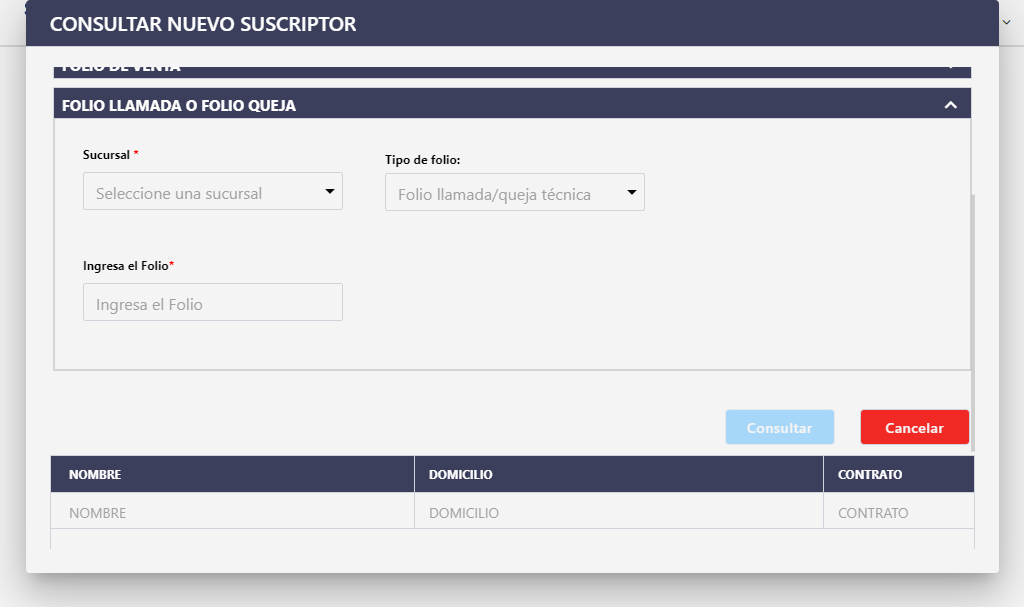 CONSULTAR NUEVO SUSCRIPTOR
FOLIO DE VENTA
FOLIO LLAMADA O FOLIO QUEJA
Sucursal *
Tipo de folio:
Seleccione una sucursal
Folio llamada/queja técnica
Ingresa el Folio*
Ingresa el Folio
Consultar
Cancelar
NOMBRE DOMICILIO CONTRATO
NOMBRE DOMICILIO CONTRATO